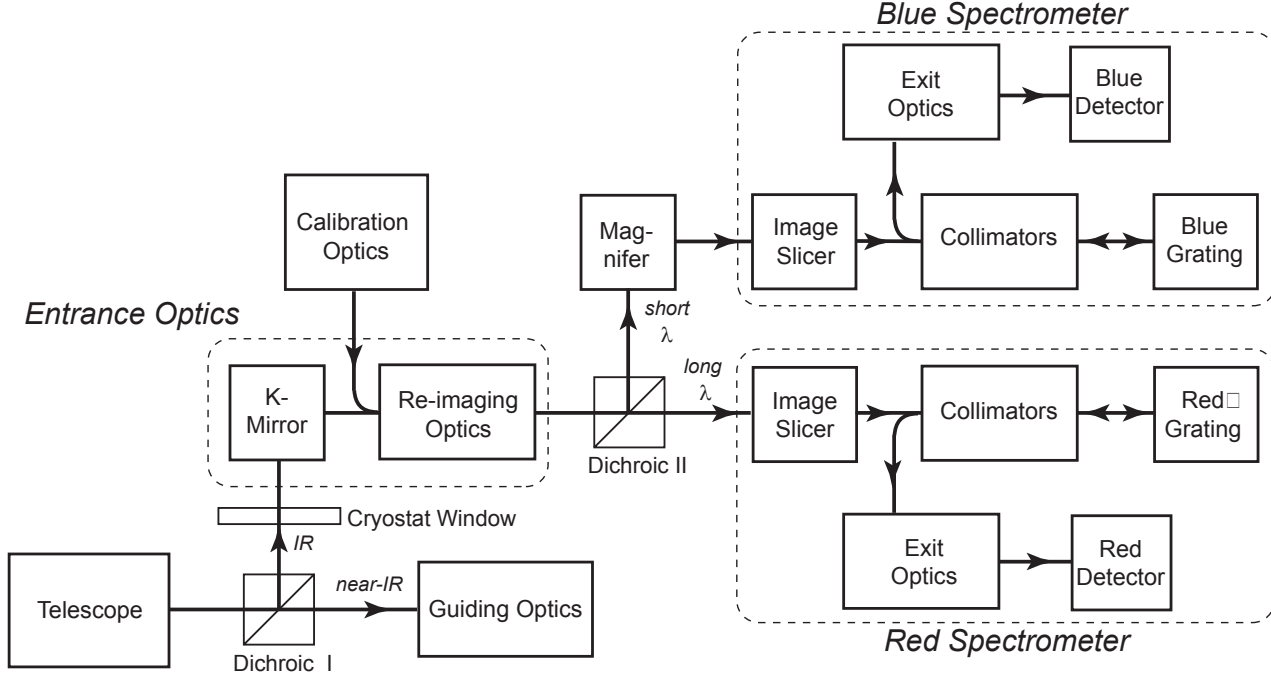 Blue Spectrometer
Exit
Optics
Blue
Detector
Calibration
Optics
Mag-
nifer
Image
Slicer
Collimators
Blue
Grating
short
λ
Entrance Optics
K-
Mirror
Re-imaging
Optics
long
λ
Dichroic II
Image
Slicer
Collimators
Red□
Grating
Cryostat Window
IR
Exit
Optics
Red
Detector
Telescope
near-IR
Guiding Optics
Dichroic I
Red Spectrometer